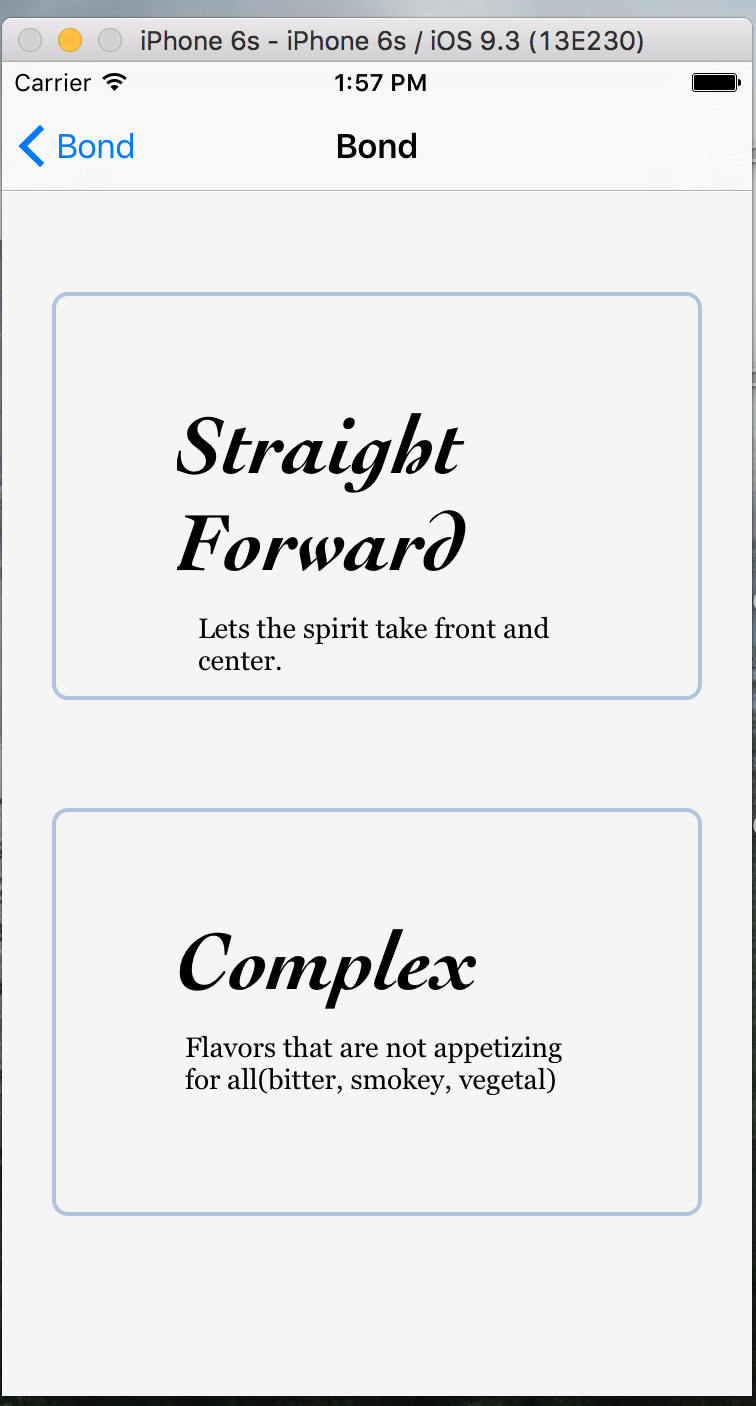 iPhone 6s - iPhone 6s / iOS 9.3 (13E230)
Carrier 1:57 PM
Bond Bond
Straight
Forward
Lets the spirit take front and
center.
Complex
Flavors that are not appetizing
for all(bitter, smokey, vegetal)